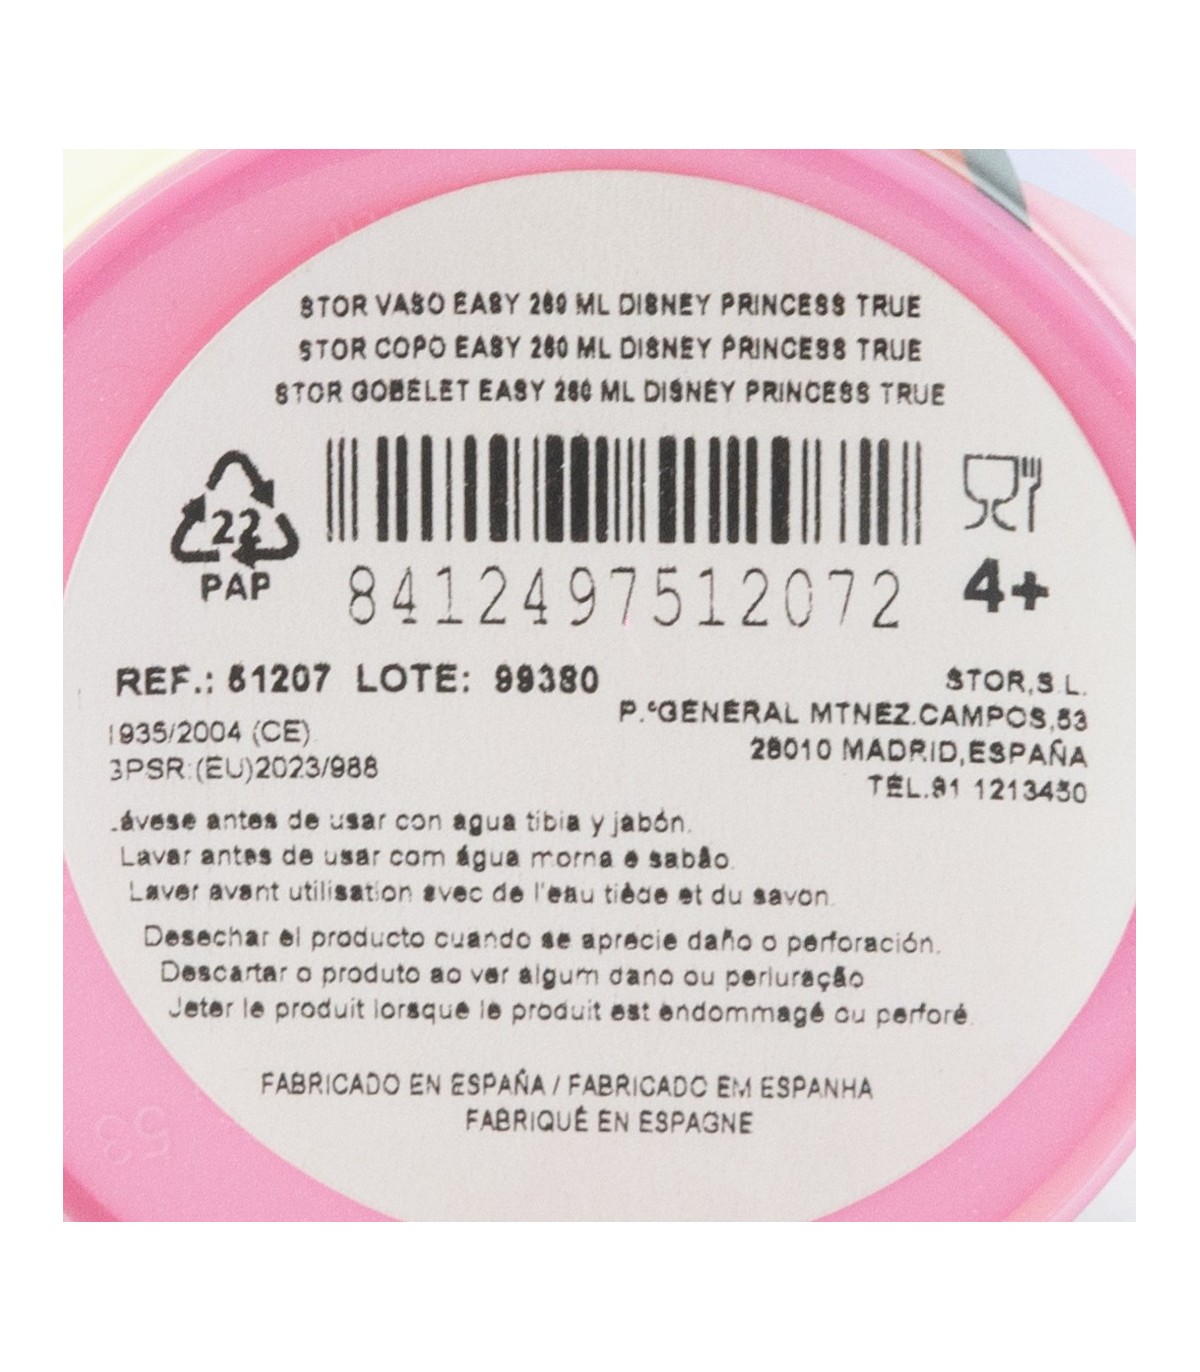 STOR VASO EASY 260 ML DISNEY PRINCESS TRUE
STOR COPO EASY 260 ML DISNEY PRINCESS TRUE
STOR GOBELET EASY 260 ML DISNEY PRINCESS TRUE
22
PAP
8412497512072
4+
REF.: 51207 LOTE: 99380
1935/2004 (CE)
GPSR:(EU)2023/988
STOR,S.L.
P.ºGENERAL MTNEZ.CAMPOS,53
28010 MADRID,ESPAÑA
TEL.91 1213450
Lávese antes de usar con agua tibia y jabón.
Lavar antes de usar com água morna e sabão.
Laver avant utilisation avec de l'eau tiède et du savon.
Desechar el producto cuando se aprecie daño o perforación.
Descartar o produto ao ver algum dano ou perfuração
Jeter le produit lorsque le produit est endommagé ou perforé.
FABRICADO EN ESPAÑA / FABRICADO EM ESPANHA
FABRIQUÉ EN ESPAGNE
53